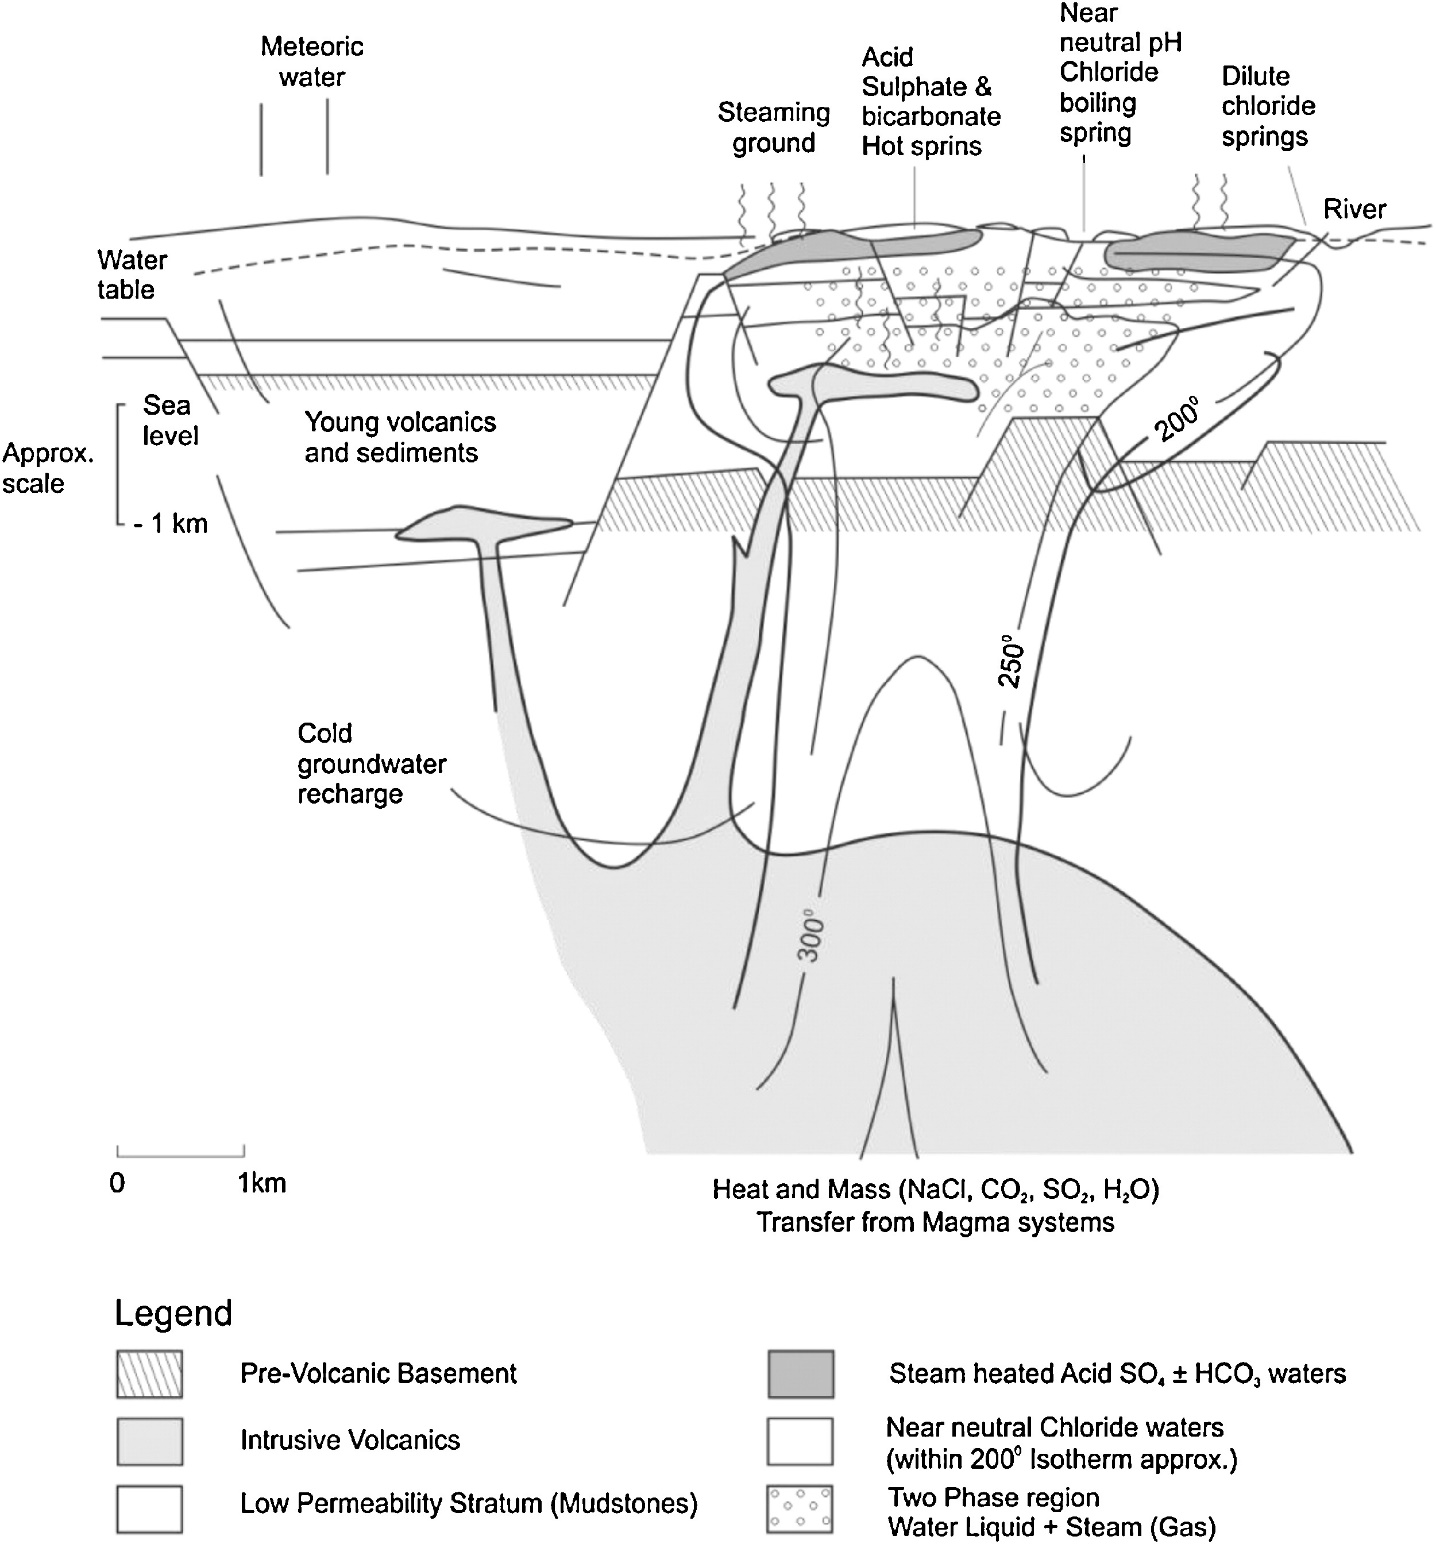 Meteoric
water
Steaming
ground
Acid
Sulphate &
bicarbonate
Hot sprins
Near
neutral pH
Chloride
boiling
spring
Dilute
chloride
springs
River
Water
table
Sea
level
Approx.
scale
- 1 km
Young volcanics
and sediments
200⁰
250⁰
Cold
groundwater
recharge
300⁰
0
1km
Heat and Mass (NaCl, CO₂, SO₂, H₂O)
Transfer from Magma systems
Legend
Pre-Volcanic Basement
Intrusive Volcanics
Low Permeability Stratum (Mudstones)
Steam heated Acid SO₄ ± HCO₃ waters
Near neutral Chloride waters
(within 200⁰ Isotherm approx.)
Two Phase region
Water Liquid + Steam (Gas)